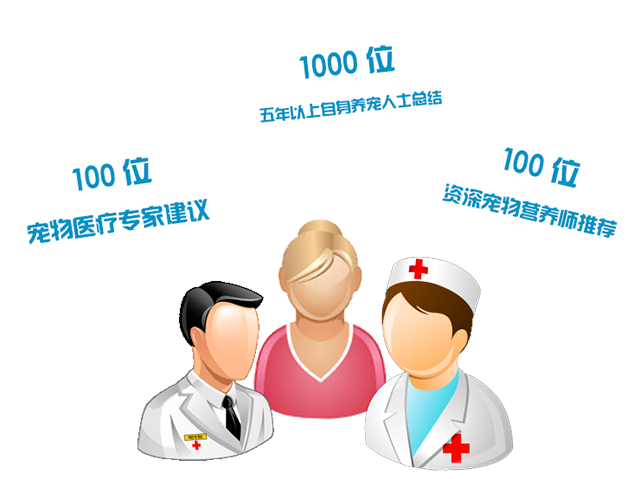 1000 位
五年以上自身养宠人士总结
100 位
宠物医疗专家建议
100 位
资深宠物营养师推荐